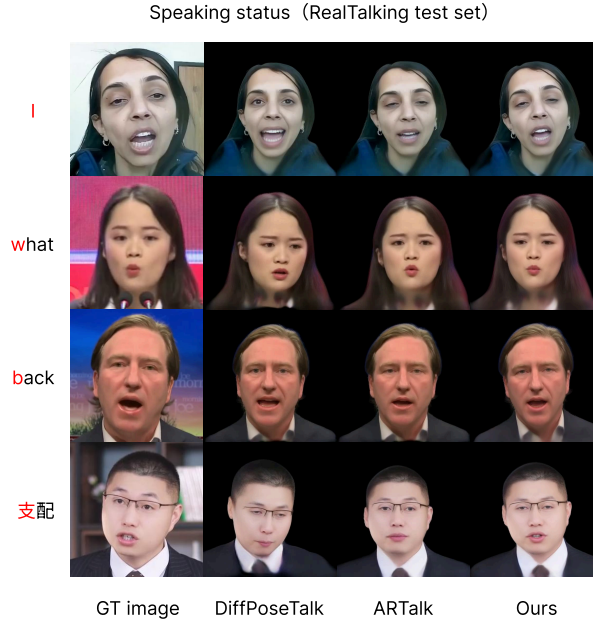 Speaking status（RealTalking test set）
I
what
back
支配
GT image DiffPoseTalk ARTalk Ours